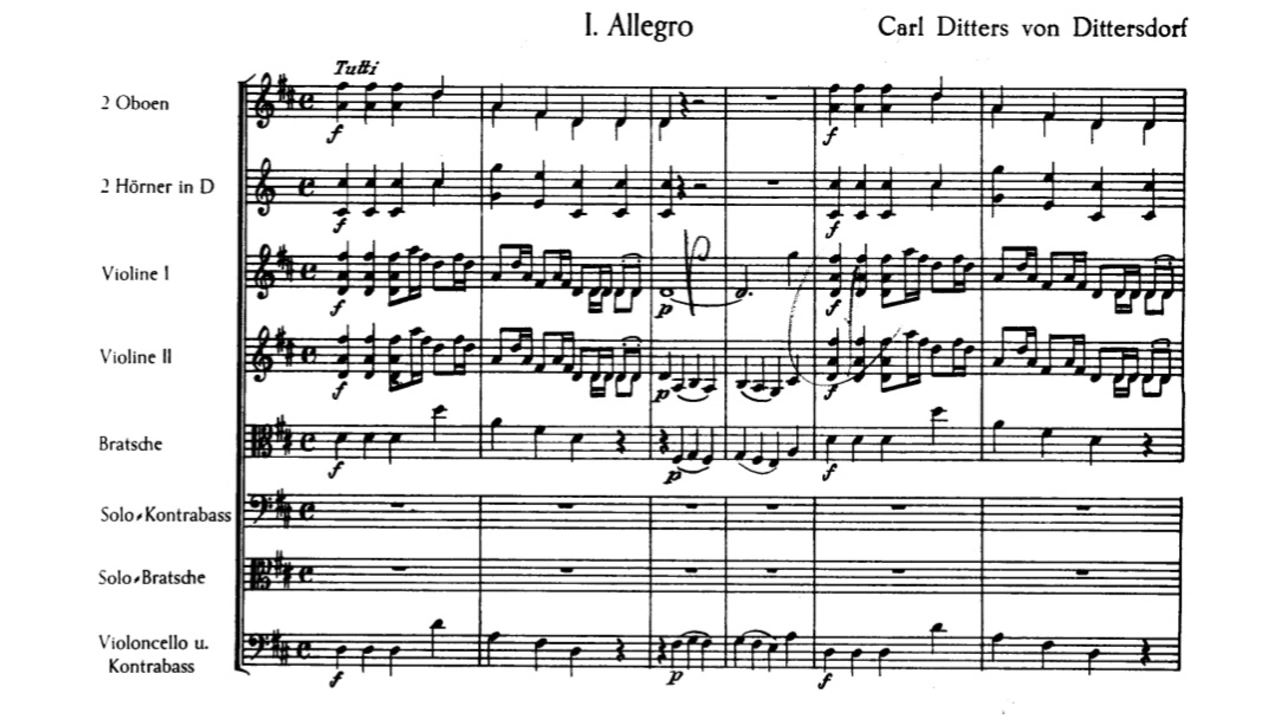 I. Allegro
Carl Ditters von Dittersdorf
Tutti
2 Oboen
f
f
2 Hörner in D
f
f
Violine I
f
p
f
Violine II
f
p
f
Bratsche
f
p
f
Solo-Kontrabass
Solo-Bratsche
Violoncello u.
Kontrabass
f
p
f